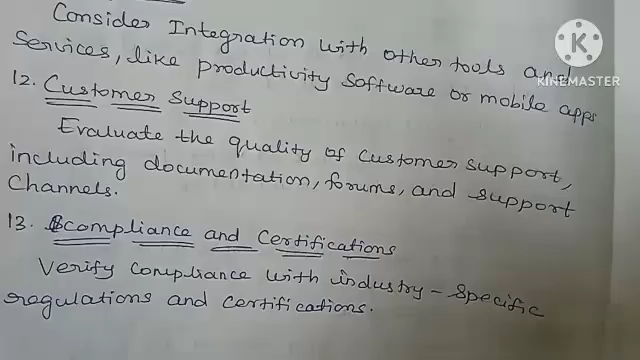 Consider Integration with other tools and
Services, like productivity software or mobile apps
12. Customer Support
Evaluate the quality of customer support,
including documentation, forums, and support
Channels.
13. Compliance and Certifications
Verify compliance with industry - specific
regulations and certifications.
KINEMASTER